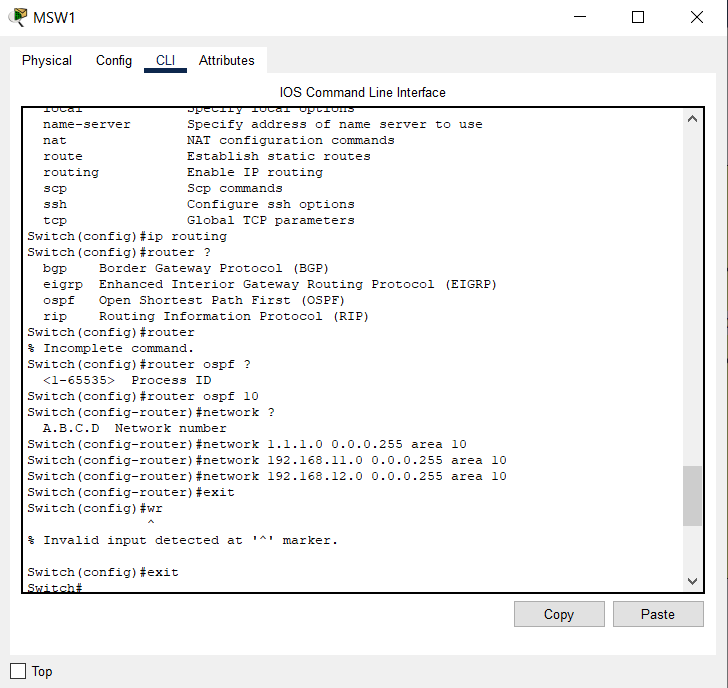 MSW1
Physical Config CLI Attributes
IOS Command Line Interface
local Specify local options
name-server Specify address of name server to use
nat NAT configuration commands
route Establish static routes
routing Enable IP routing
scp Scp commands
ssh Configure ssh options
tcp Global TCP parameters
Switch(config)#ip routing
Switch(config)#router ?
bgp Border Gateway Protocol (BGP)
eigrp Enhanced Interior Gateway Routing Protocol (EIGRP)
ospf Open Shortest Path First (OSPF)
rip Routing Information Protocol (RIP)
Switch(config)#router
% Incomplete command.
Switch(config)#router ospf ?
<1-65535> Process ID
Switch(config)#router ospf 10
Switch(config-router)#network ?
A.B.C.D Network number
Switch(config-router)#network 1.1.1.0 0.0.0.255 area 10
Switch(config-router)#network 192.168.11.0 0.0.0.255 area 10
Switch(config-router)#network 192.168.12.0 0.0.0.255 area 10
Switch(config-router)#exit
Switch(config)#wr
^
% Invalid input detected at '^' marker.
Switch(config)#exit
Switch#
Copy Paste
Top